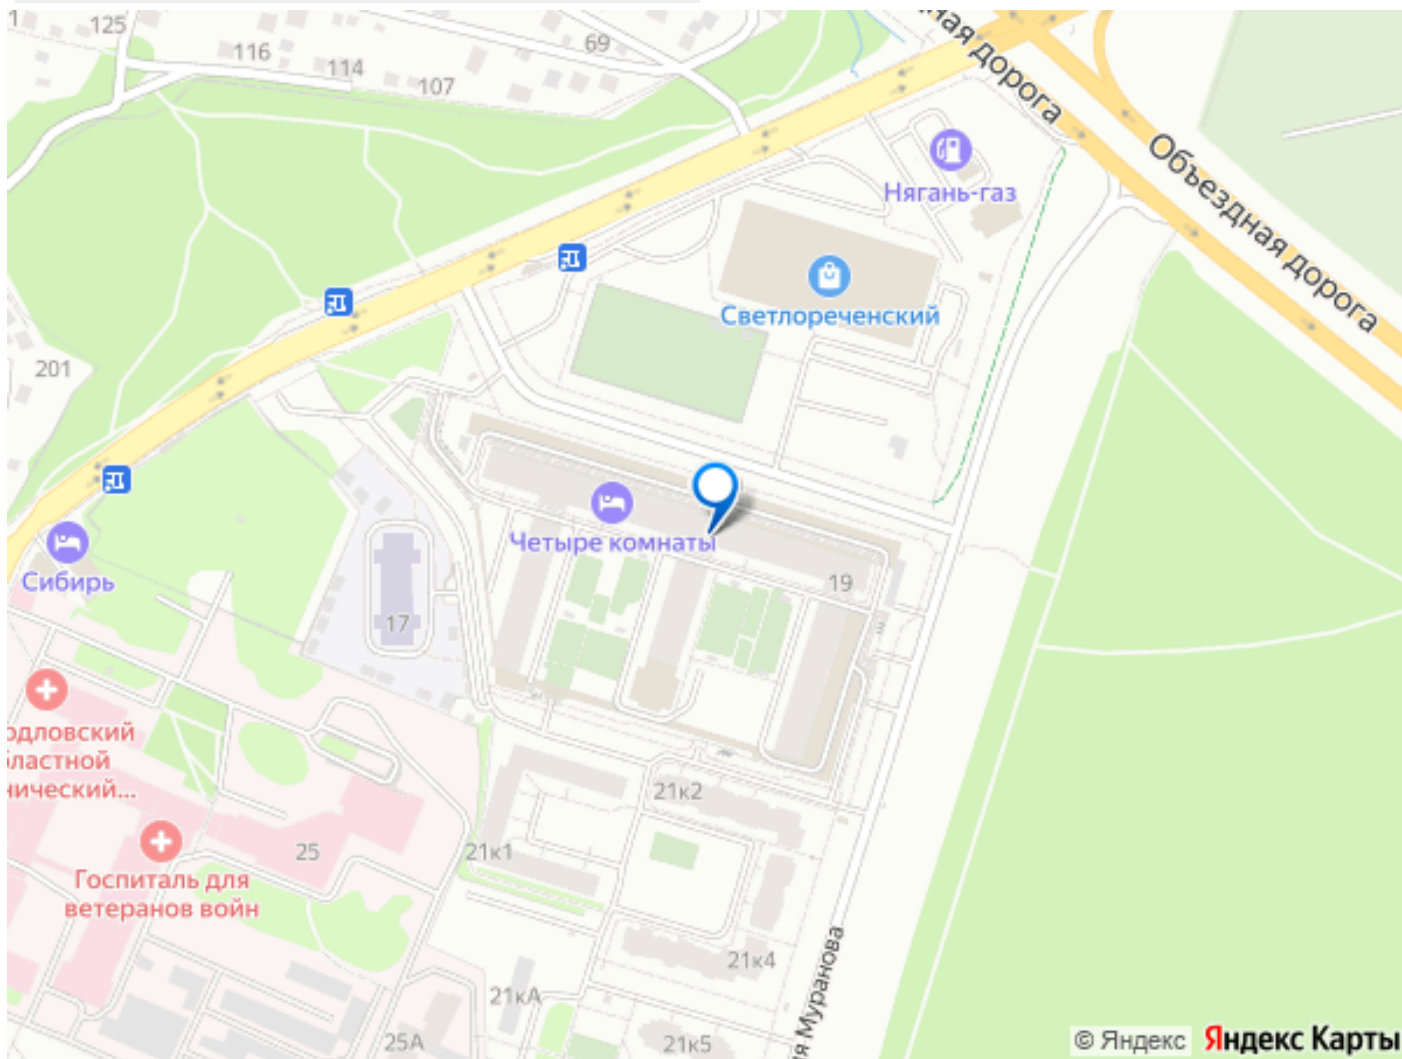 125
116
114
107
69
ная дорога
Объездная дорога
Нягань-газ
Светлореченский
201
Четыре комнаты
19
Сибирь
17
одловский
бластной
нический...
21к2
25
21к1
Госпиталь для
ветеранов войн
21к4
21кА
25А
21к5
я Муранова
© Яндекс Яндекс Карты